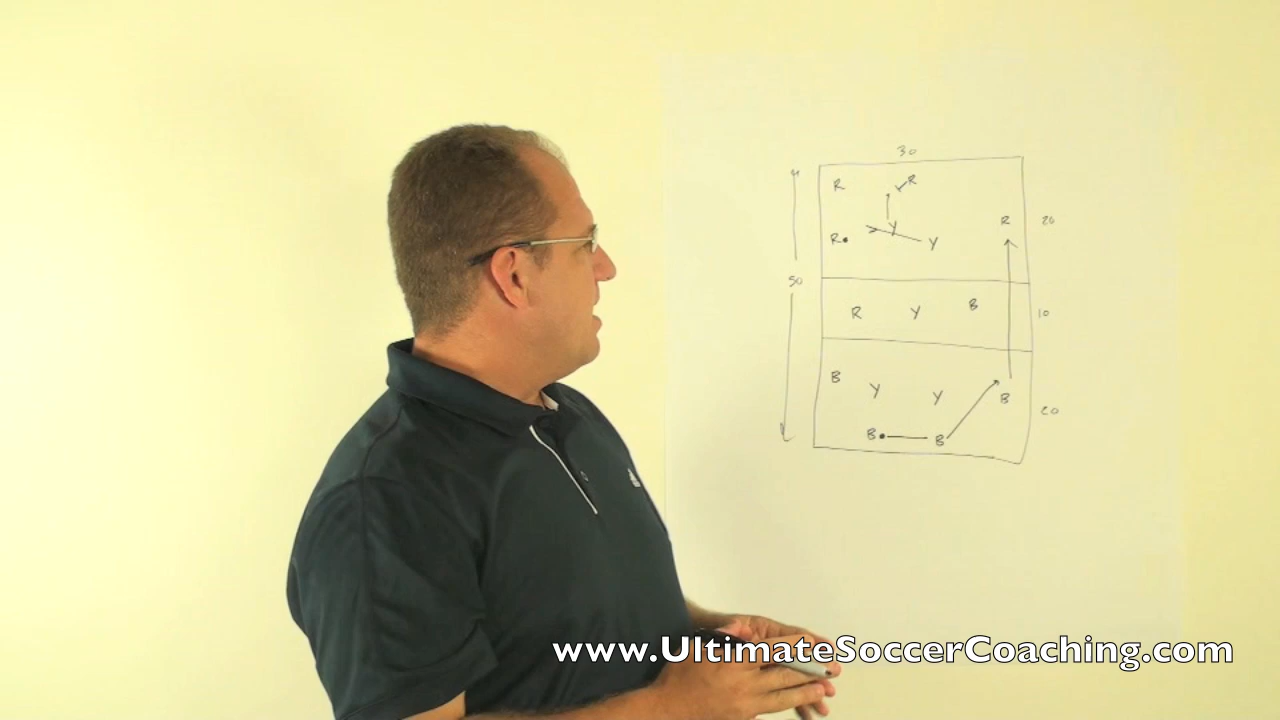 30
R R
R Y Y R 20
50
R Y B 10
B Y Y B 20
B B
www.UltimateSoccerCoaching.com